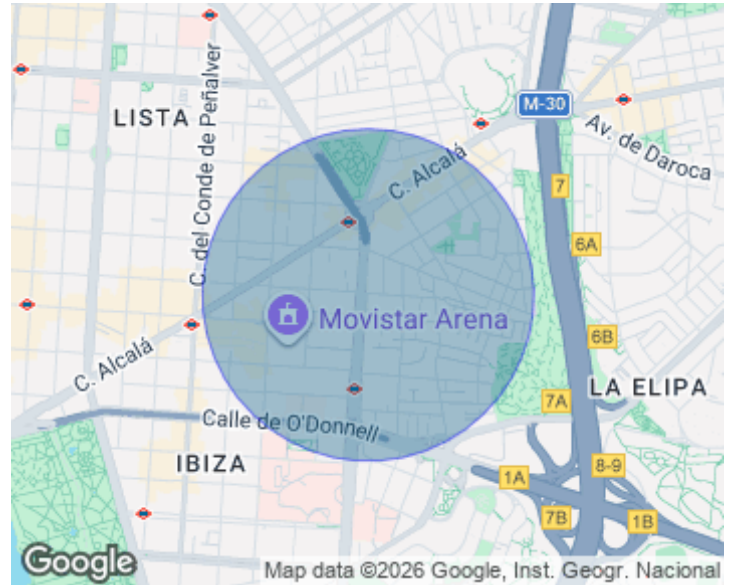 LISTA
C. del Conde de Peñalver
M-30
Av. de Daroca
C. Alcalá
7
6A
Movistar Arena
6B
C. Alcalá
LA ELIPA
7A
Calle de O'Donnell
IBIZA
1A
8-9
7B
1B
Google
Map data ©2026 Google, Inst. Geogr. Nacional